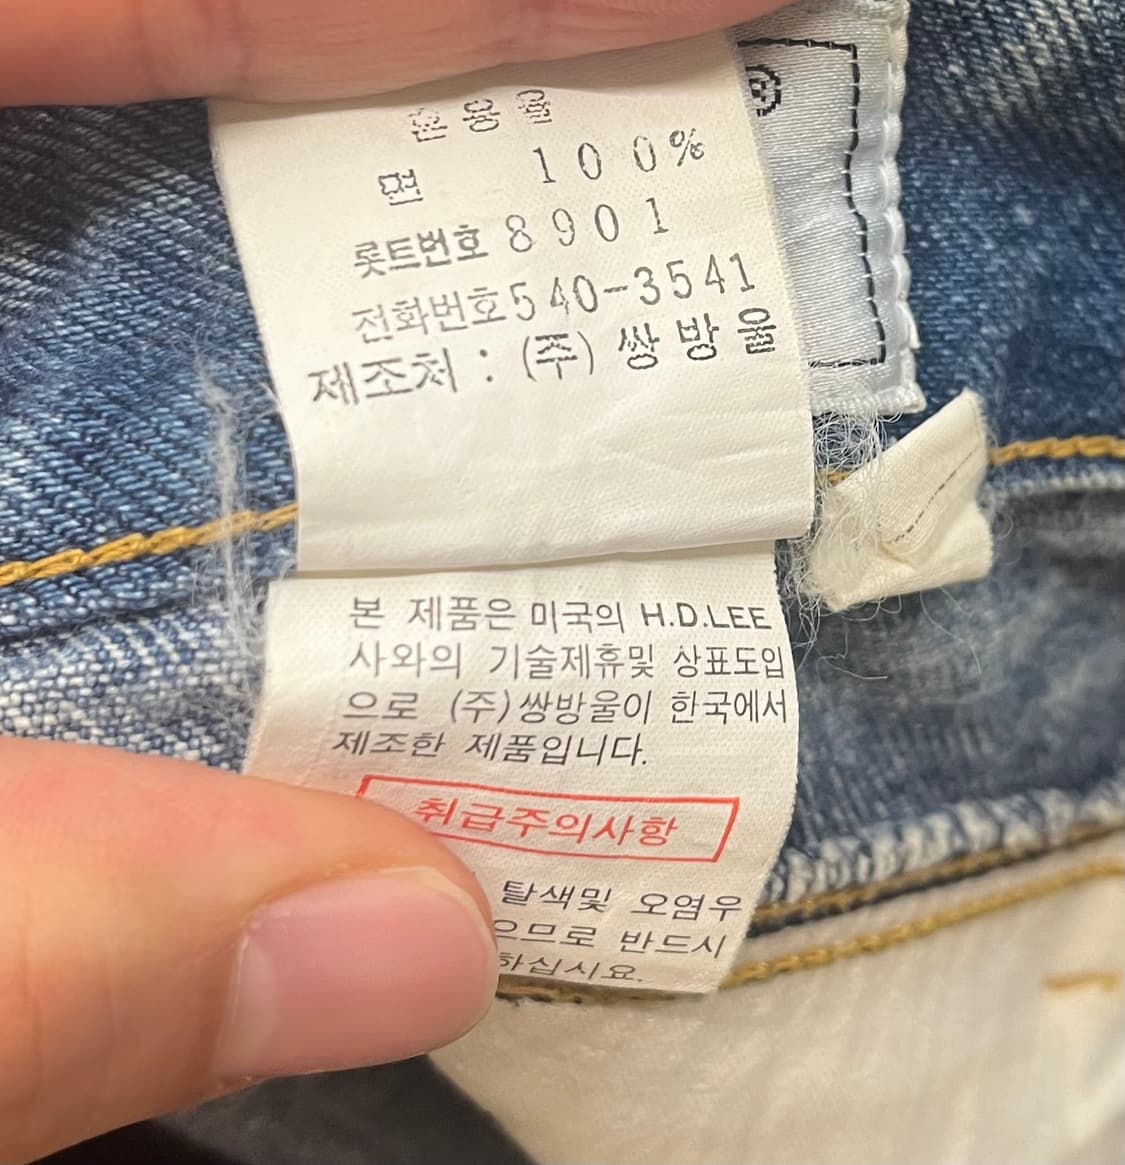 혼용율
면 100%
롯트번호 8901
전화번호 540-3541
제조처 : (주) 쌍방울
®
본 제품은 미국의 H.D.LEE
사와의 기술제휴및 상표도입
으로 (주)쌍방울이 한국에서
제조한 제품입니다.
취급주의사항
탈색및 오염우
으므로 반드시
하십시요.